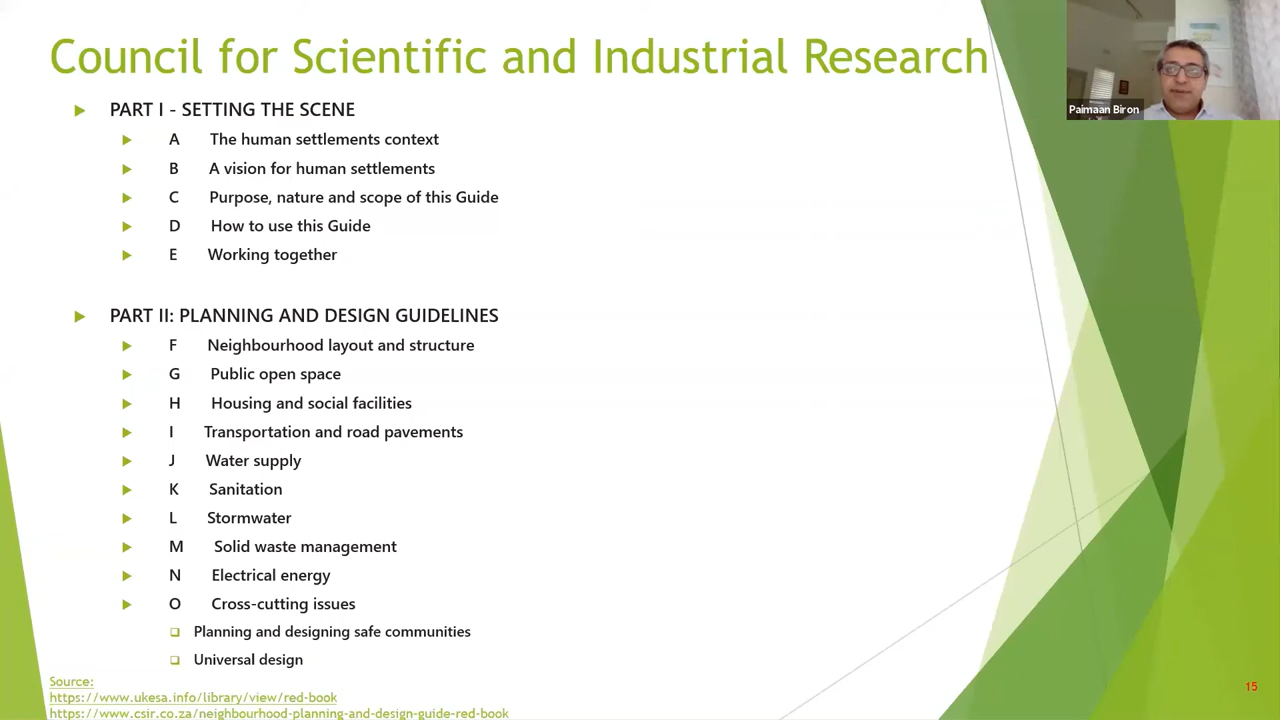 Council for Scientific and Industrial Research
Paimaan Biron
PART I - SETTING THE SCENE
A The human settlements context
B A vision for human settlements
C Purpose, nature and scope of this Guide
D How to use this Guide
E Working together
PART II: PLANNING AND DESIGN GUIDELINES
F Neighbourhood layout and structure
G Public open space
H Housing and social facilities
I Transportation and road pavements
J Water supply
K Sanitation
L Stormwater
M Solid waste management
N Electrical energy
O Cross-cutting issues
Planning and designing safe communities
Universal design
Source:
https://www.ukesa.info/library/view/red-book
https://www.csir.co.za/neighbourhood-planning-and-design-guide-red-book
15